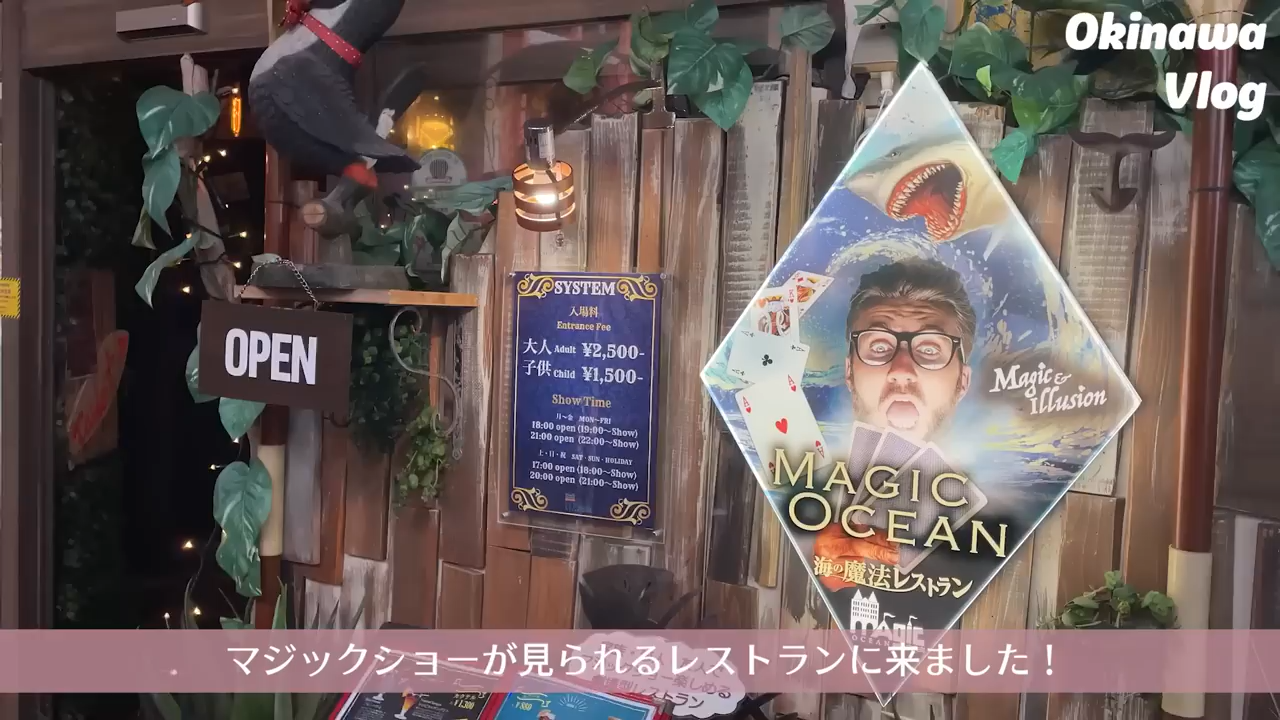 Okinawa
Vlog
OPEN
SYSTEM
入場料
Entrance Fee
大人 Adult ¥2,500-
子供 Child ¥1,500-
Show Time
月〜金 MON〜FRI
18:00 open (19:00〜Show)
21:00 open (22:00〜Show)
土・日・祝 SAT・SUN・HOLIDAY
17:00 open (18:00〜Show)
20:00 open (21:00〜Show)
Magic &
Illusion
MAGIC
OCEAN
海の魔法レストラン
MAGIC
OCEAN
マジックショーが見られるレストランに来ました！